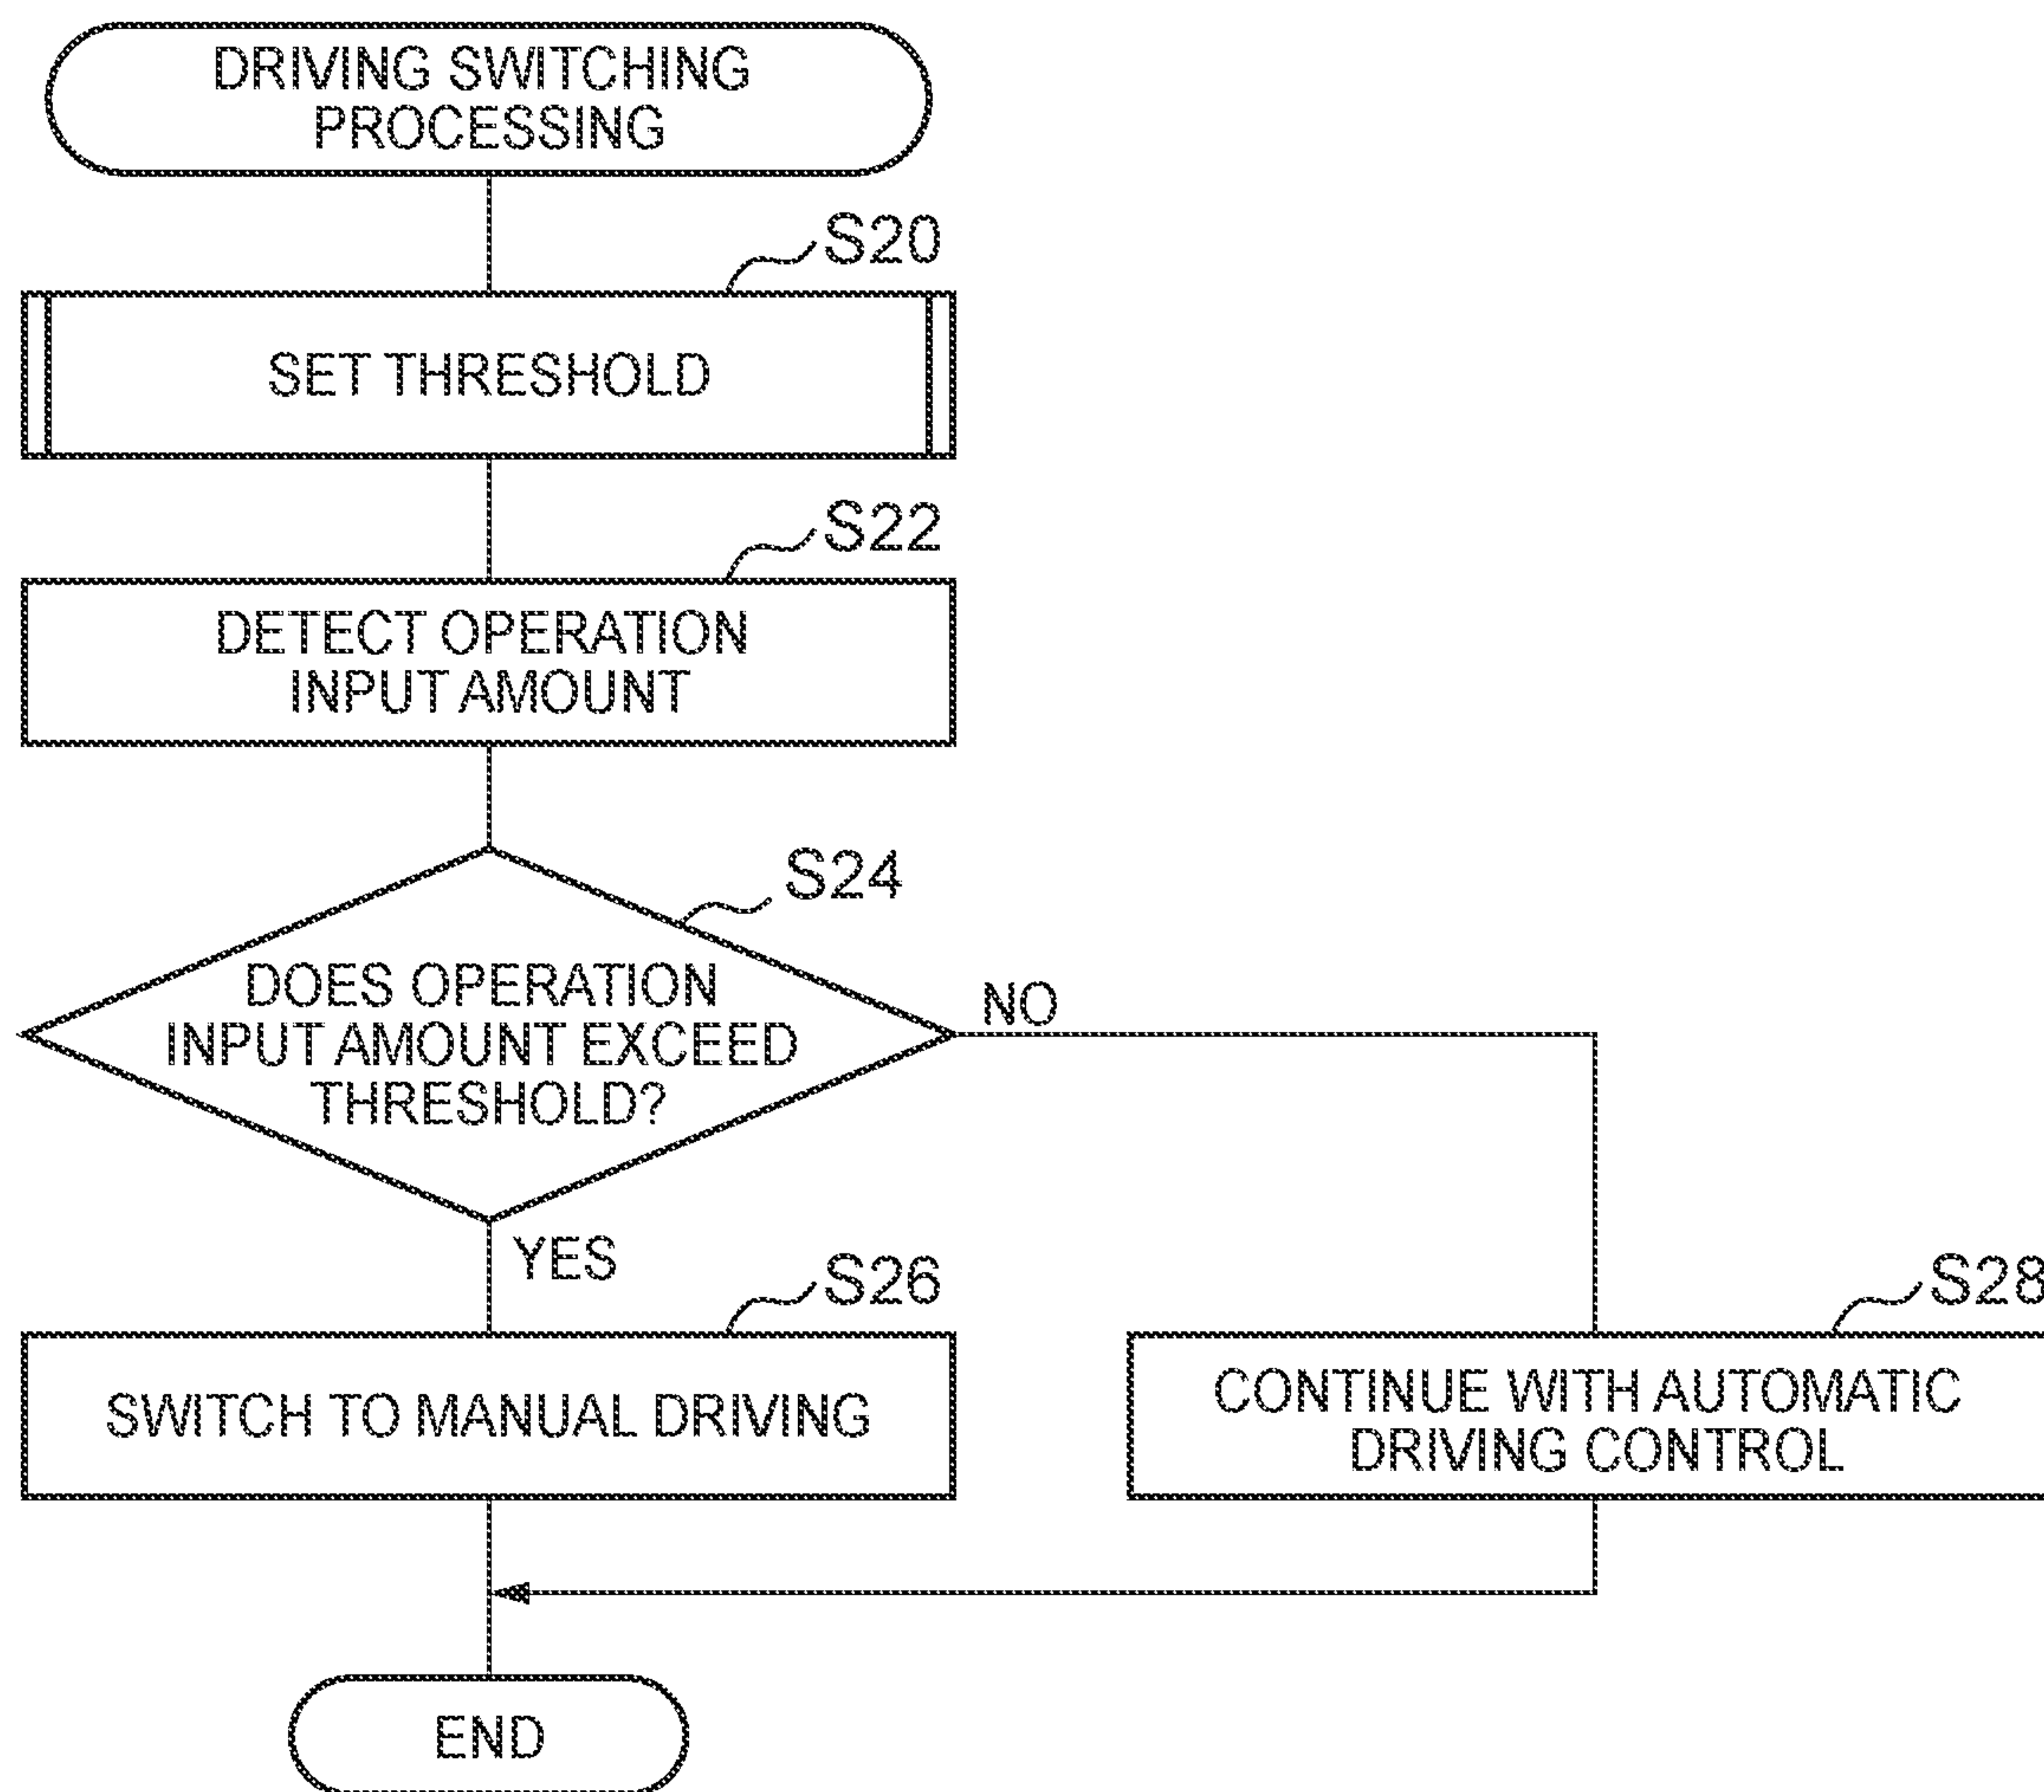 DRIVING SWITCHING
PROCESSING
S20
SET THRESHOLD
S22
DETECT OPERATION
INPUT AMOUNT
S24
DOES OPERATION
INPUT AMOUNT EXCEED
THRESHOLD?
NO
YES
S26
SWITCH TO MANUAL DRIVING
S28
CONTINUE WITH AUTOMATIC
DRIVING CONTROL
END